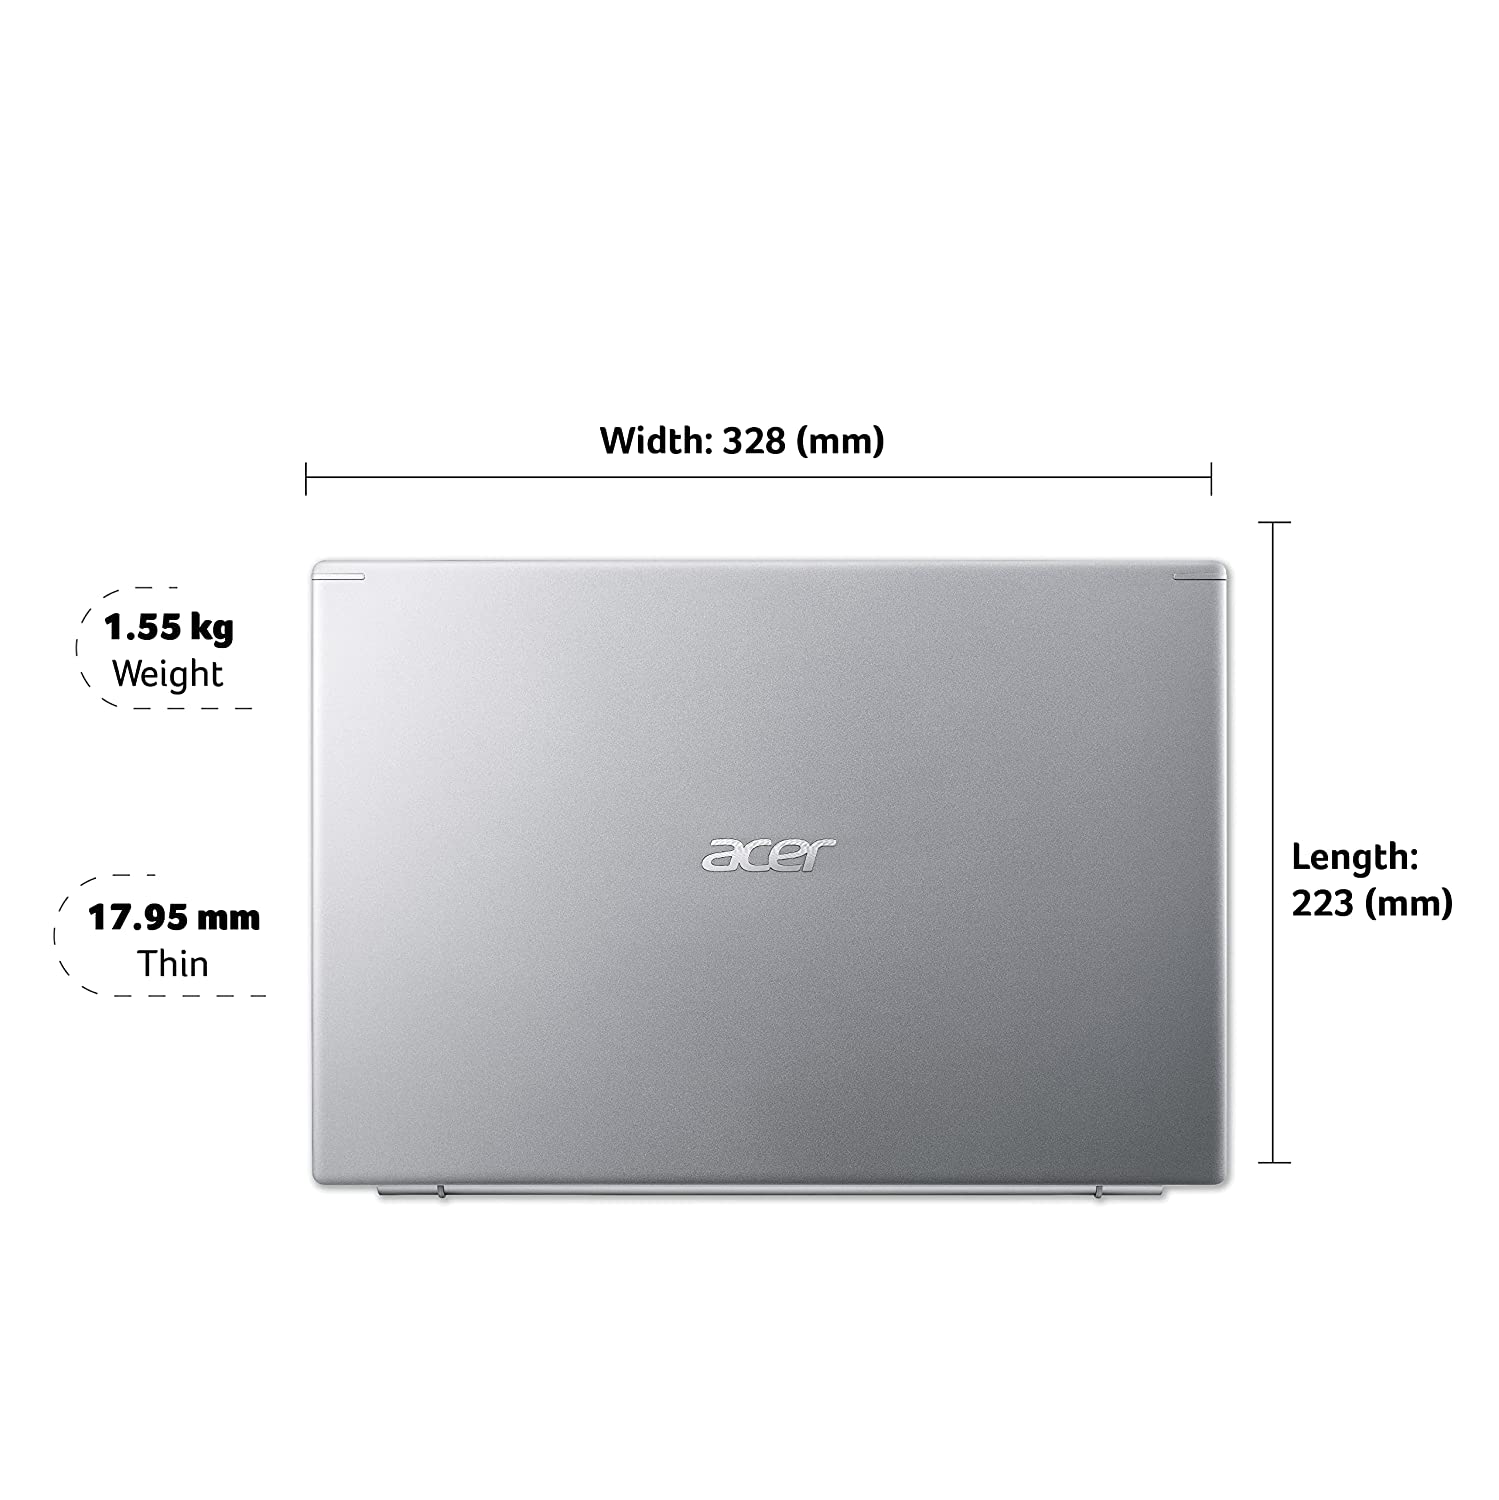 Width: 328 (mm)
1.55 kg
Weight
acer
Length:
223 (mm)
17.95 mm
Thin